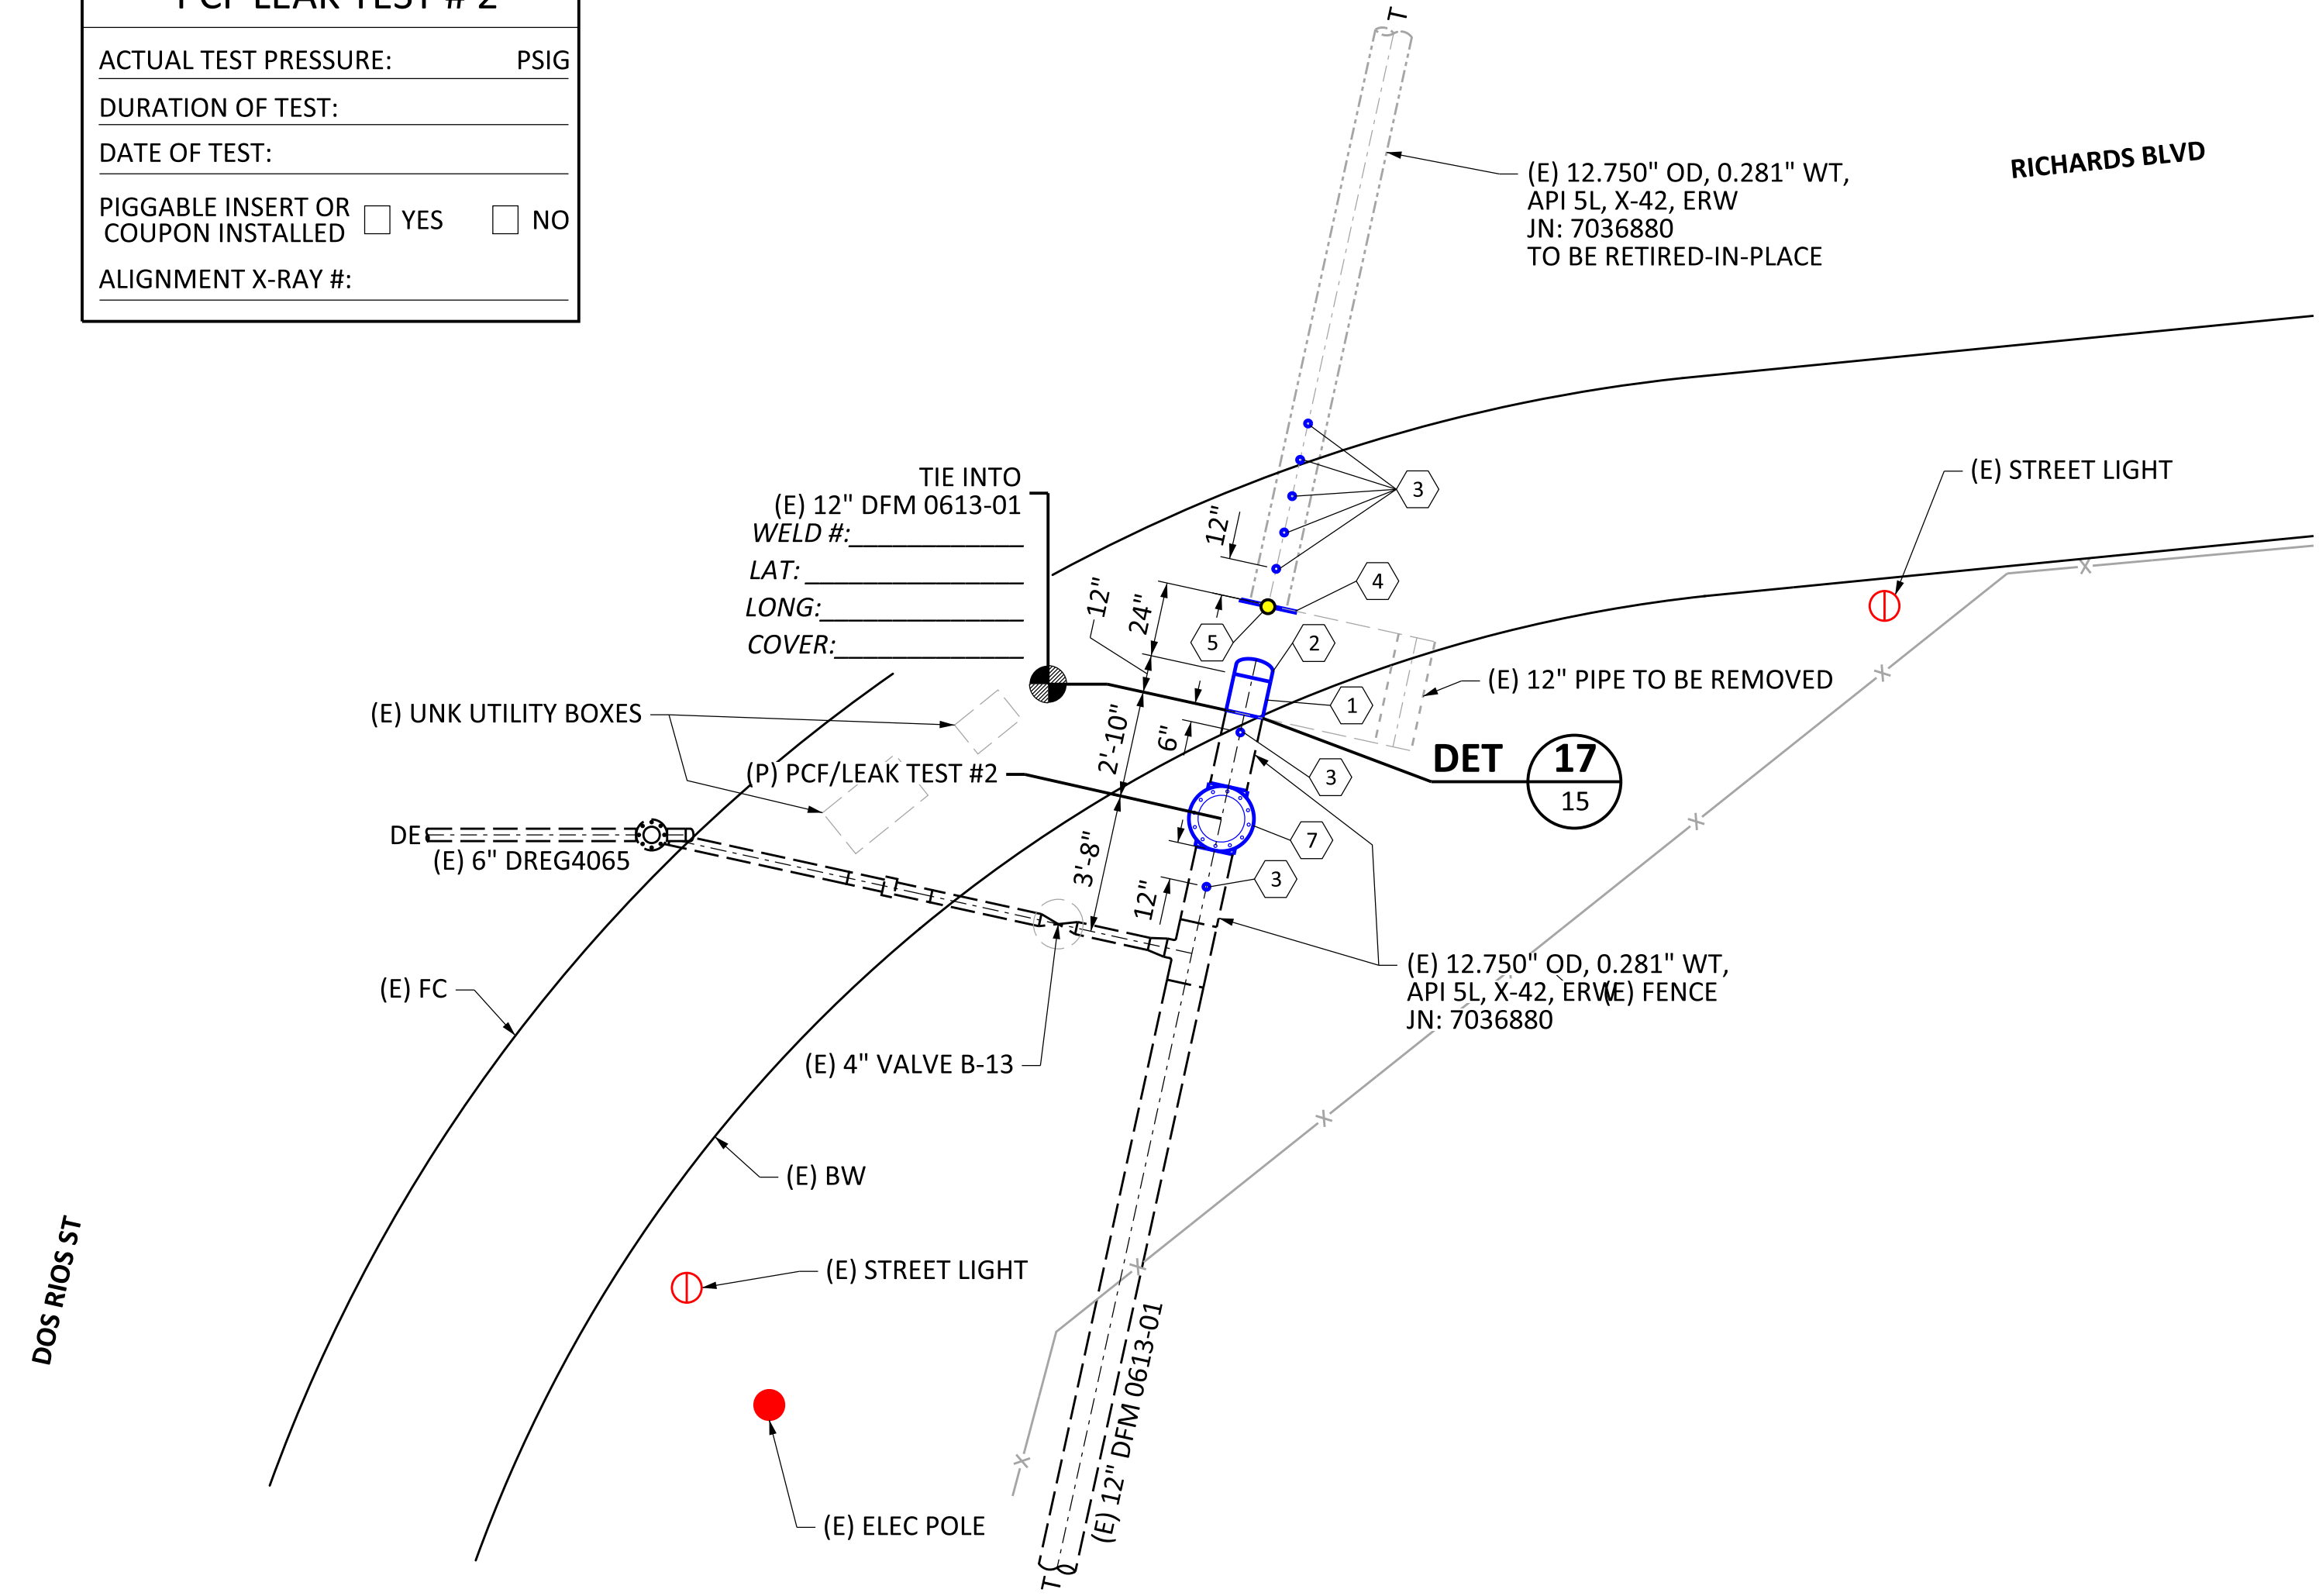 PCF LEAK TEST # 2
ACTUAL TEST PRESSURE: PSIG
DURATION OF TEST:
DATE OF TEST:
PIGGABLE INSERT OR
COUPON INSTALLED
YES
NO
ALIGNMENT X-RAY #:
T
(E) 12.750" OD, 0.281" WT,
API 5L, X-42, ERW
JN: 7036880
TO BE RETIRED-IN-PLACE
RICHARDS BLVD
TIE INTO
(E) 12" DFM 0613-01
WELD #:
LAT:
LONG:
COVER:
3
(E) STREET LIGHT
12"
4
12"
24"
5
2
X
X
(E) 12" PIPE TO BE REMOVED
1
(E) UNK UTILITY BOXES
2'-10"
6"
3
DET 17
15
(P) PCF/LEAK TEST #2
X
DE
(E) 6" DREG4065
7
3'-8"
12"
3
(E) 12.750" OD, 0.281" WT,
API 5L, X-42, ERW
JN: 7036880
(E) FENCE
(E) FC
(E) 4" VALVE B-13
X
(E) BW
X
(E) STREET LIGHT
DOS RIOS ST
(E) 12" DFM 0613-01
X
(E) ELEC POLE
T